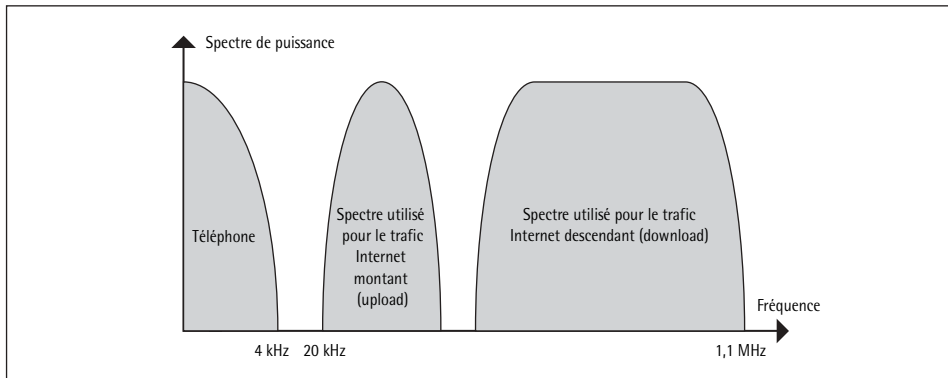 Spectre de puissance
Téléphone
Spectre utilisé
pour le trafic
Internet
montant
(upload)
Spectre utilisé pour le trafic
Internet descendant (download)
Fréquence
4 kHz
20 kHz
1,1 MHz